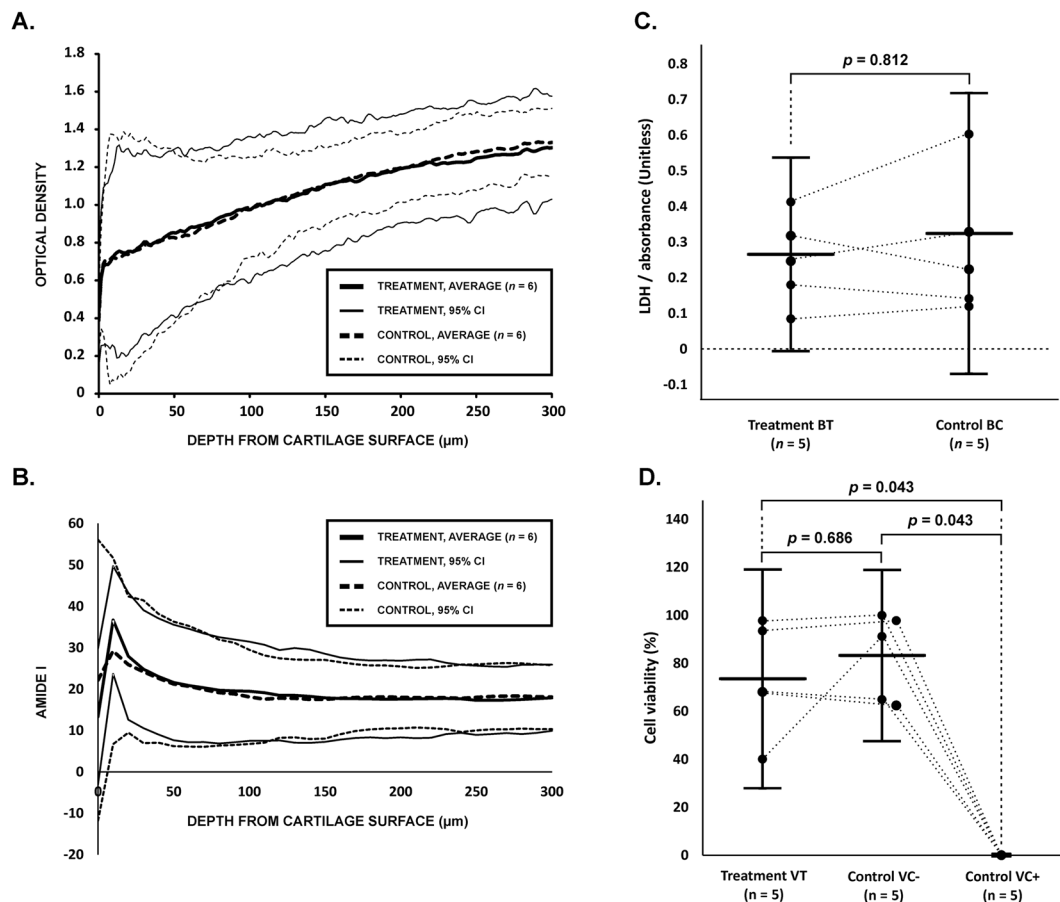 A.
1.8
1.6
1.4
1.2
1.0
0.8
0.6
0.4
0.2
0
OPTICAL DENSITY
TREATMENT, AVERAGE (n = 6)
TREATMENT, 95% CI
CONTROL, AVERAGE (n = 6)
CONTROL, 95% CI
0 50 100 150 200 250 300
DEPTH FROM CARTILAGE SURFACE (µm)
B.
60
50
40
30
20
10
0
-10
-20
AMIDE I
TREATMENT, AVERAGE (n = 6)
TREATMENT, 95% CI
CONTROL, AVERAGE (n = 6)
CONTROL, 95% CI
0 50 100 150 200 250 300
DEPTH FROM CARTILAGE SURFACE (µm)
C.
p = 0.812
0.8
0.7
0.6
0.5
0.4
0.3
0.2
0.1
0
-0.1
LDH / absorbance (Unitless)
Treatment BT Control BC
(n = 5) (n = 5)
D.
p = 0.043
p = 0.043
p = 0.686
140
120
100
80
60
40
20
0
Cell viability (%)
Treatment VT Control VC- Control VC+
(n = 5) (n = 5) (n = 5)